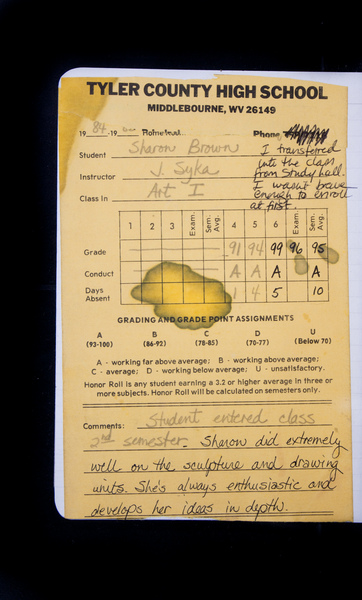 TYLER COUNTY HIGH SCHOOL
MIDDLEBOURNE, WV 26149
19 84 -19 Phone
Student Sharon Brown
Instructor J. Syka
Class In Art I
I transferred
into the class
from Study hall.
I wasn't brave
enough to enroll
at first.
1 2 3 Exam. Sem. Avg. 4 5 6 Exam. Sem. Avg.
Grade 91 94 99 96 95
Conduct A A A A
Days Absent 4 5 10
GRADING AND GRADE POINT ASSIGNMENTS
A B C D U
(93-100) (86-92) (78-85) (70-77) (Below 70)
A - working far above average; B - working above average;
C - average; D - working below average; U - unsatisfactory.
Honor Roll is any student earning a 3.2 or higher average in three or
more subjects. Honor Roll will be calculated on semesters only.
Comments: Student entered class
2nd semester. Sharon did extremely
well on the sculpture and drawing
units. She's always enthusiastic and
develops her ideas in depth.